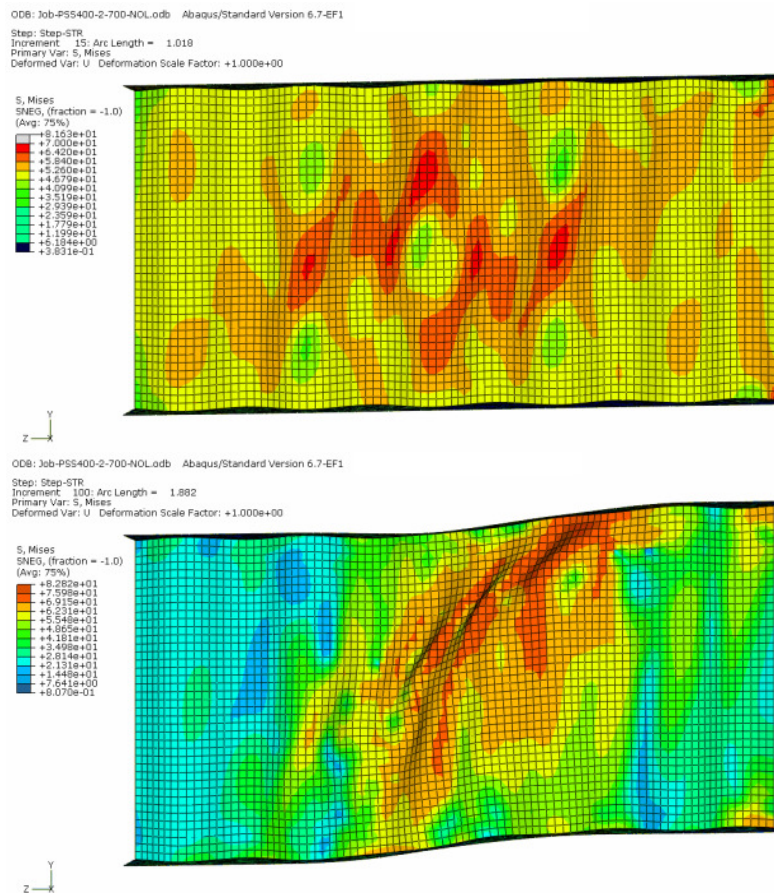 ODB: Job-PSS400-2-700-NOL.odb Abaqus/Standard Version 6.7-EF1
Step: Step-STR
Increment 15: Arc Length = 1.018
Primary Var: S, Mises
Deformed Var: U Deformation Scale Factor: +1.000e+00
S, Mises
SNEG, (fraction = -1.0)
(Avg: 75%)
+8.163e+01
+7.000e+01
+6.420e+01
+5.840e+01
+5.260e+01
+4.679e+01
+4.099e+01
+3.519e+01
+2.939e+01
+2.359e+01
+1.779e+01
+1.199e+01
+6.184e+00
+3.831e-01
Y
Z X
ODB: Job-PSS400-2-700-NOL.odb Abaqus/Standard Version 6.7-EF1
Step: Step-STR
Increment 100: Arc Length = 1.882
Primary Var: S, Mises
Deformed Var: U Deformation Scale Factor: +1.000e+00
S, Mises
SNEG, (fraction = -1.0)
(Avg: 75%)
+8.282e+01
+7.598e+01
+6.915e+01
+6.231e+01
+5.548e+01
+4.865e+01
+4.181e+01
+3.498e+01
+2.814e+01
+2.131e+01
+1.448e+01
+7.641e+00
+8.070e-01
Y
Z X